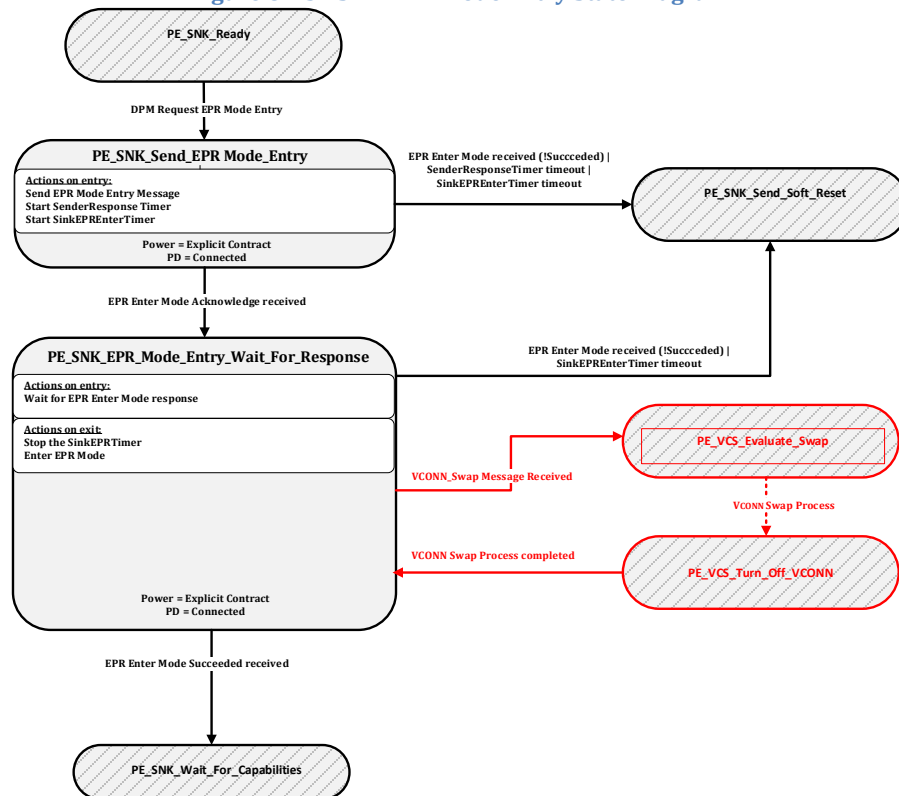 PE_SNK_Ready
DPM Request EPR Mode Entry
PE_SNK_Send_EPR Mode_Entry
Actions on entry:
Send EPR Mode Entry Message
Start SenderResponse Timer
Start SinkEPREnterTimer
Power = Explicit Contract
PD = Connected
EPR Enter Mode received (!Succceded) |
SenderResponseTimer timeout |
SinkEPREnterTimer timeout
PE_SNK_Send_Soft_Reset
EPR Enter Mode Acknowledge received
PE_SNK_EPR_Mode_Entry_Wait_For_Response
Actions on entry:
Wait for EPR Enter Mode response
Actions on exit:
Stop the SinkEPRTimer
Enter EPR Mode
EPR Enter Mode received (!Succceded) |
SinkEPREnterTimer timeout
PE_VCS_Evaluate_Swap
VCONN_Swap Message Received
VCONN Swap Process
VCONN Swap Process completed
PE_VCS_Turn_Off_VCONN
Power = Explicit Contract
PD = Connected
EPR Enter Mode Succeeded received
PE_SNK_Wait_For_Capabilities